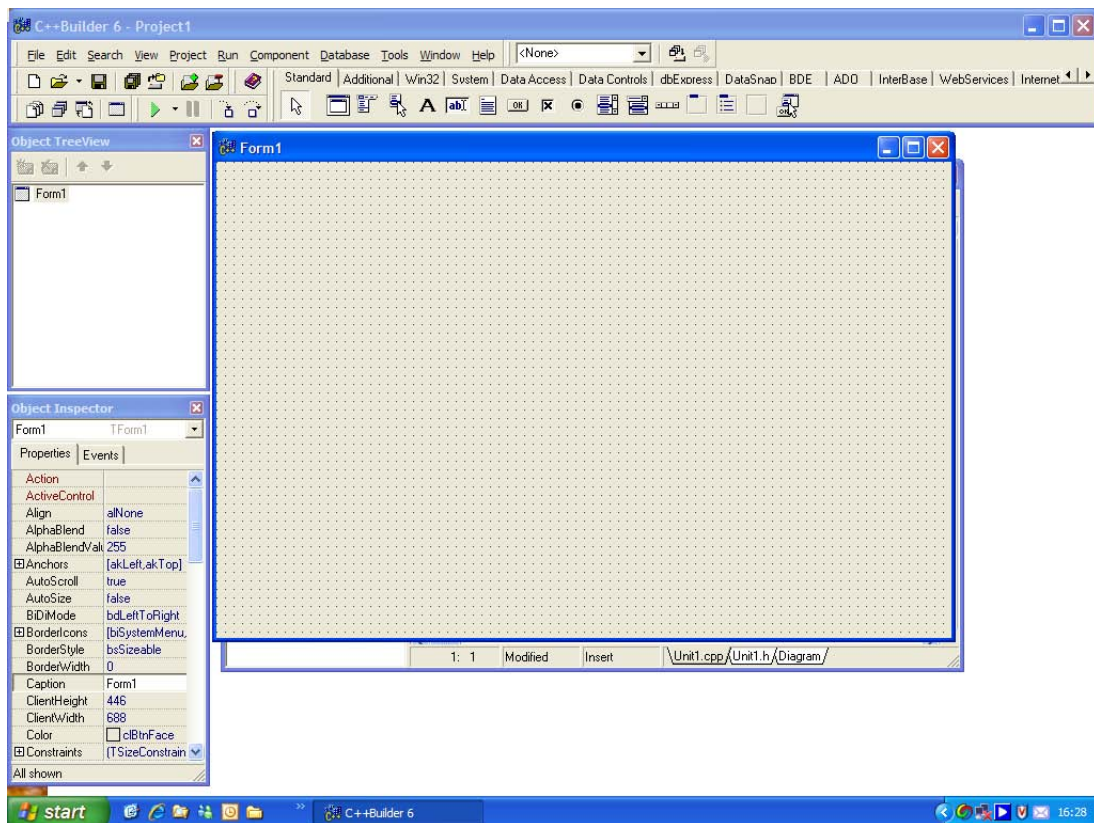 C++Builder 6 - Project1
File Edit Search View Project Run Component Database Tools Window Help <None>
Standard Additional Win32 System Data Access Data Controls dbExpress DataSnap BDE ADO InterBase WebServices Internet
A ab OK
Object TreeView
Form1
Form1
Object Inspector
Form1 TForm1
Properties Events
Action
ActiveControl
Align alNone
AlphaBlend false
AlphaBlendValu 255
Anchors [akLeft,akTop]
AutoScroll true
AutoSize false
BiDiMode bdLeftToRight
BorderIcons [biSystemMenu,
BorderStyle bsSizeable
BorderWidth 0
Caption Form1
ClientHeight 446
ClientWidth 688
Color clBtnFace
Constraints (TSizeConstrain
All shown
1: 1 Modified Insert Unit1.cpp Unit1.h Diagram
start C++Builder 6 16:28